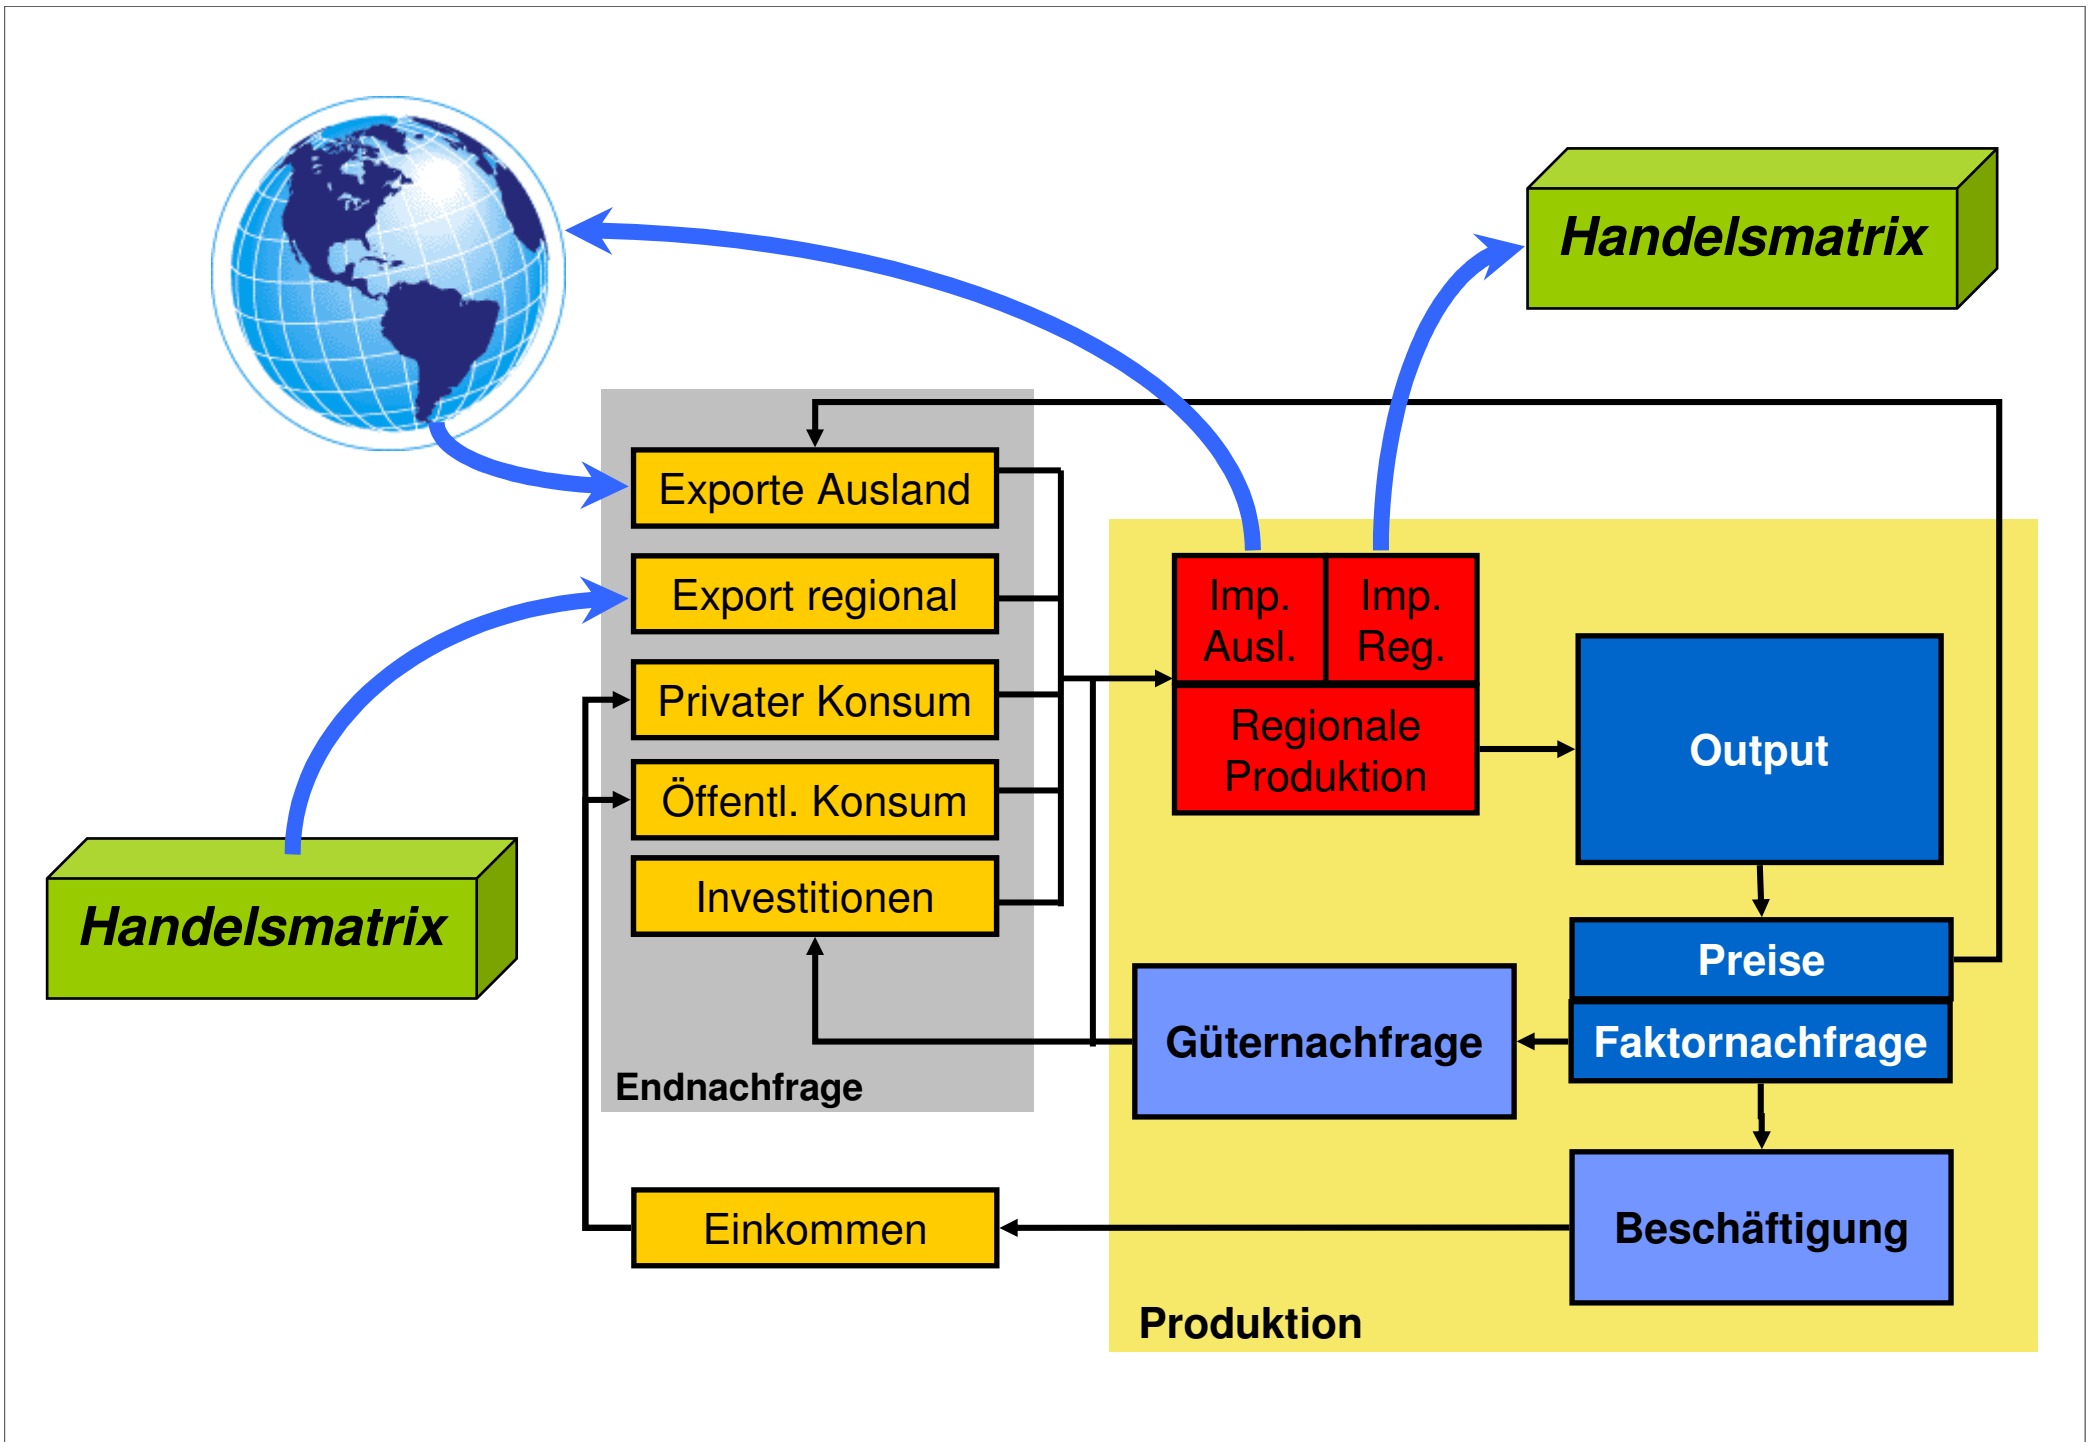 Handelsmatrix
Exporte Ausland
Export regional
Privater Konsum
Öffentl. Konsum
Investitionen
Endnachfrage
Handelsmatrix
Einkommen
Imp.
Ausl.
Imp.
Reg.
Regionale
Produktion
Output
Preise
Faktornachfrage
Güternachfrage
Beschäftigung
Produktion